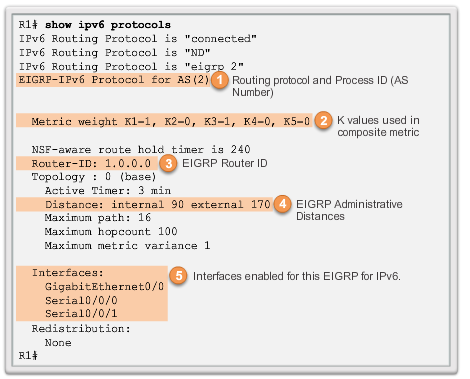 R1# show ipv6 protocols
IPv6 Routing Protocol is "connected"
IPv6 Routing Protocol is "ND"
IPv6 Routing Protocol is "eigrp 2"
EIGRP-IPv6 Protocol for AS(2) 1 Routing protocol and Process ID (AS
Number)
Metric weight K1-1, K2-0, K3-1, K4-0, K5-0 2 K values used in
composite metric
NSF-aware route hold timer is 240
Router-ID: 1.0.0.0 3 EIGRP Router ID
Topology : 0 (base)
Active Timer: 3 min
Distance: internal 90 external 170 4 EIGRP Administrative
Distances
Maximum path: 16
Maximum hopcount 100
Maximum metric variance 1
Interfaces: 5 Interfaces enabled for this EIGRP for IPv6.
GigabitEthernet0/0
Serial0/0/0
Serial0/0/1
Redistribution:
None
R1#